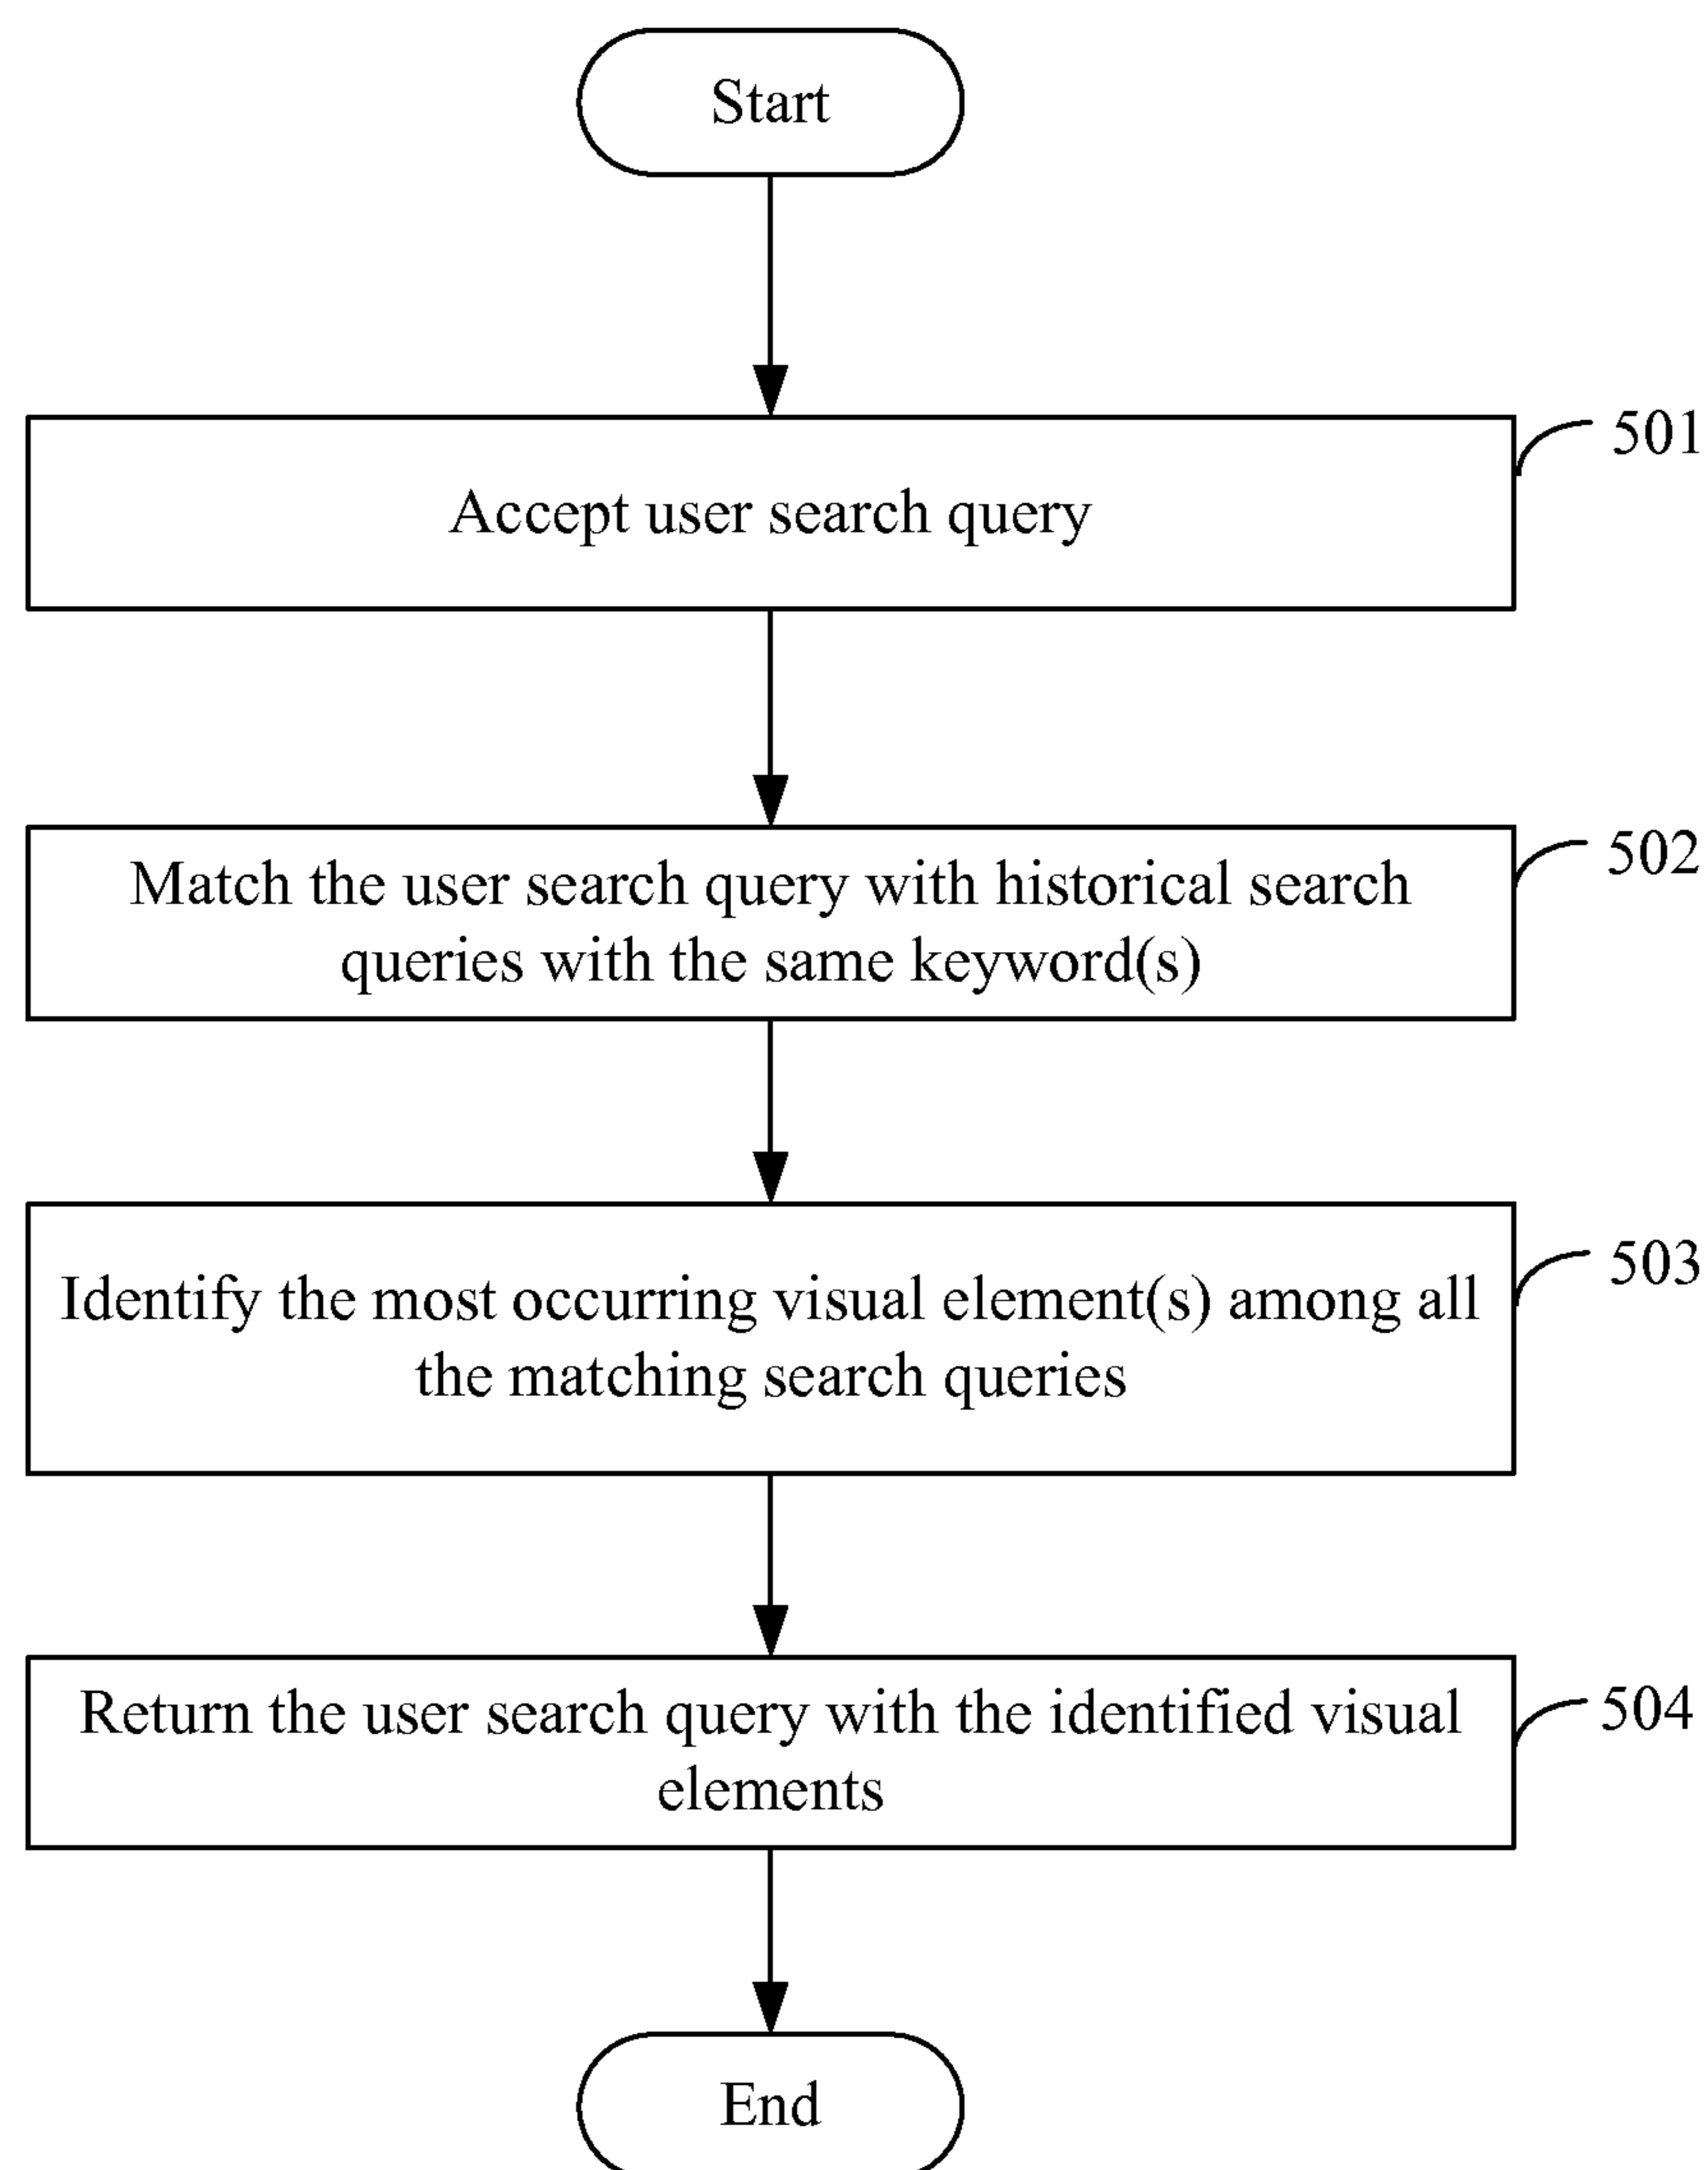 Start
501
Accept user search query
502
Match the user search query with historical search
queries with the same keyword(s)
503
Identify the most occurring visual element(s) among all
the matching search queries
504
Return the user search query with the identified visual
elements
End